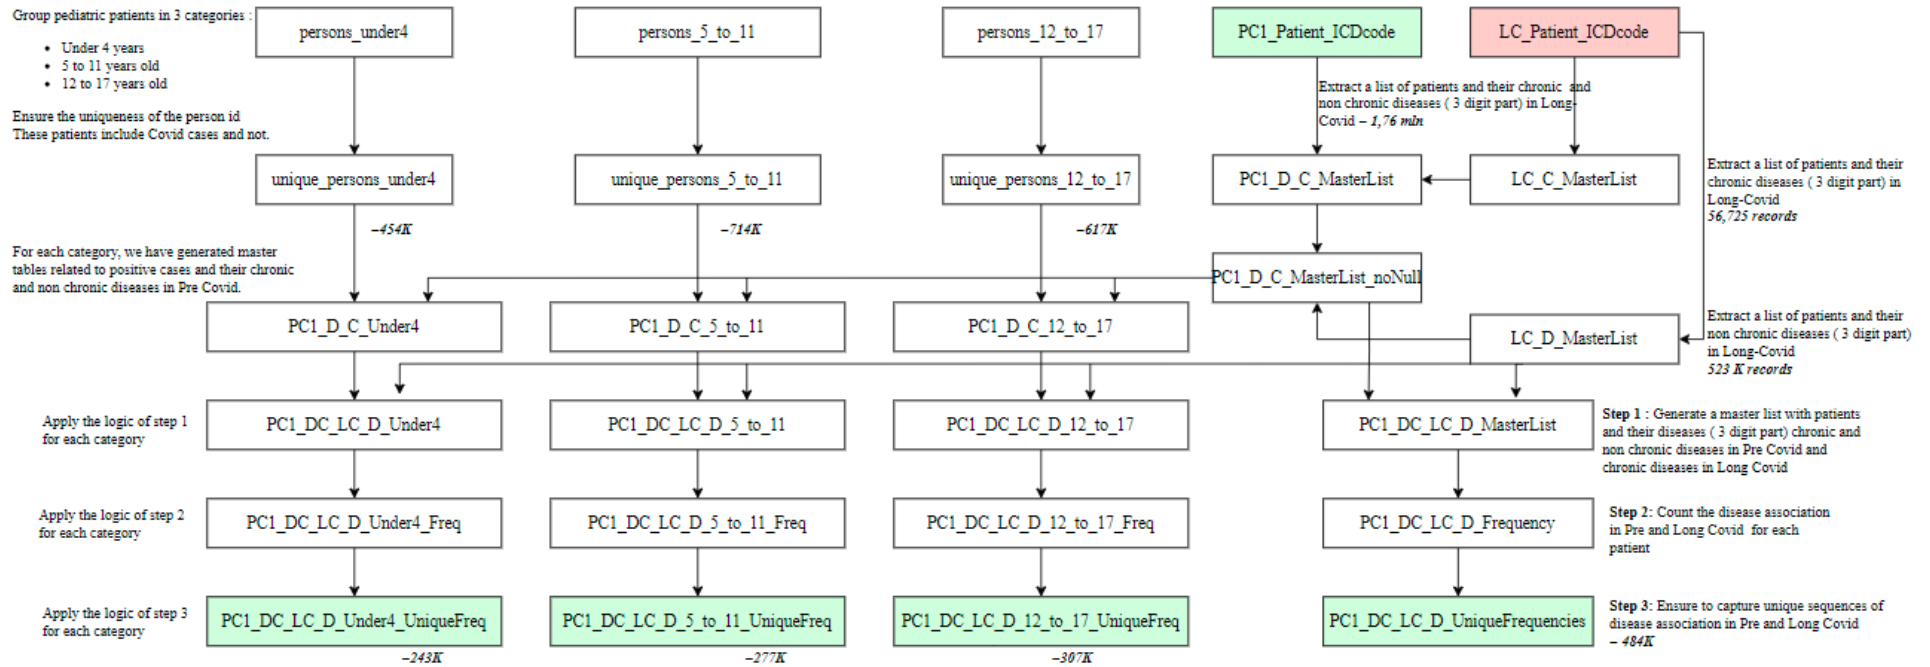 Group pediatric patients in 3 categories :
• Under 4 years
• 5 to 11 years old
• 12 to 17 years old
Ensure the uniqueness of the person id
These patients include Covid cases and not.
persons_under4
persons_5_to_11
persons_12_to_17
PC1_Patient_ICDcode
LC_Patient_ICDcode
Extract a list of patients and their chronic and
non chronic diseases ( 3 digit part) in Long-
Covid – 1,76 mln
unique_persons_under4
unique_persons_5_to_11
unique_persons_12_to_17
PC1_D_C_MasterList
LC_C_MasterList
Extract a list of patients and their
chronic diseases ( 3 digit part) in
Long-Covid
56,725 records
~454K
~714K
~617K
For each category, we have generated master
tables related to positive cases and their chronic
and non chronic diseases in Pre Covid.
PC1_D_C_MasterList_noNull
PC1_D_C_Under4
PC1_D_C_5_to_11
PC1_D_C_12_to_17
LC_D_MasterList
Extract a list of patients and their
non chronic diseases ( 3 digit part)
in Long-Covid
523 K records
Apply the logic of step 1
for each category
PC1_DC_LC_D_Under4
PC1_DC_LC_D_5_to_11
PC1_DC_LC_D_12_to_17
PC1_DC_LC_D_MasterList
Step 1 : Generate a master list with patients
and their diseases ( 3 digit part) chronic and
non chronic diseases in Pre Covid and
chronic diseases in Long Covid
Apply the logic of step 2
for each category
PC1_DC_LC_D_Under4_Freq
PC1_DC_LC_D_5_to_11_Freq
PC1_DC_LC_D_12_to_17_Freq
PC1_DC_LC_D_Frequency
Step 2: Count the disease association
in Pre and Long Covid for each
patient
Apply the logic of step 3
for each category
PC1_DC_LC_D_Under4_UniqueFreq
PC1_DC_LC_D_5_to_11_UniqueFreq
PC1_DC_LC_D_12_to_17_UniqueFreq
PC1_DC_LC_D_UniqueFrequencies
Step 3: Ensure to capture unique sequences of
disease association in Pre and Long Covid
~ 484K
~243K
~277K
~307K